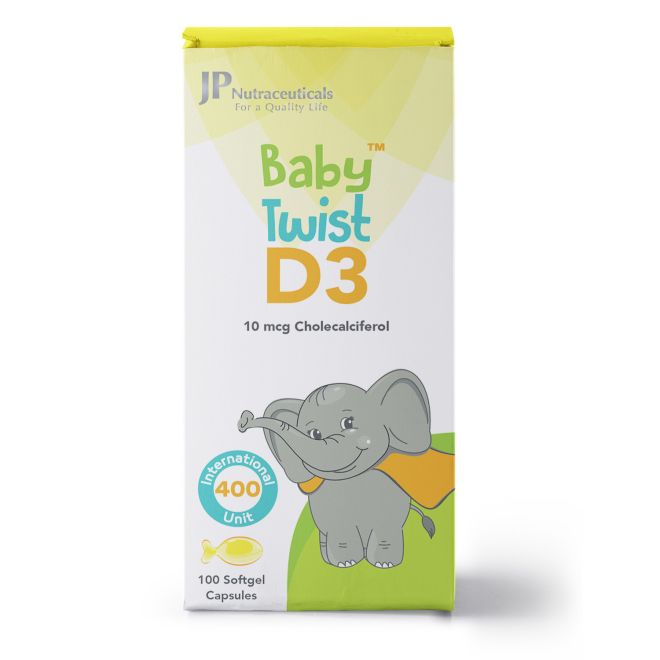 JP Nutraceuticals
For a Quality Life
Baby™
Twist
D3
10 mcg Cholecalciferol
International
400
Unit
100 Softgel
Capsules